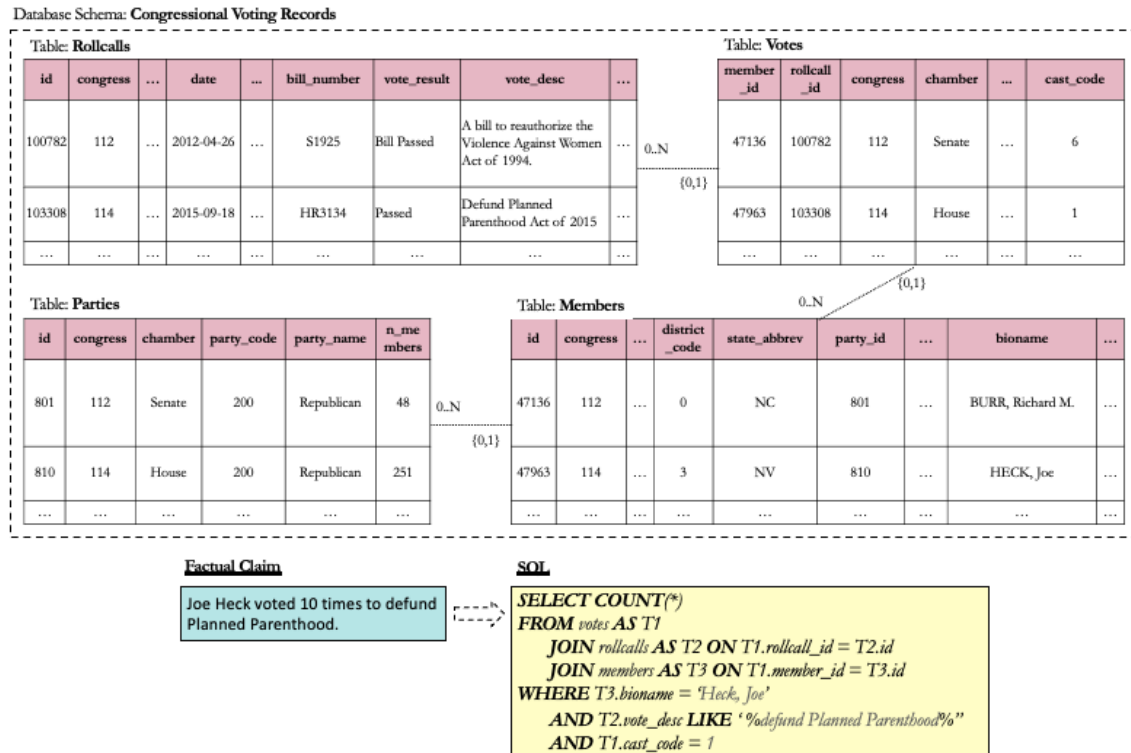 Database Schema: Congressional Voting Records
Table: Rollcalls
id congress ... date ... bill_number vote_result vote_desc ...
100782 112 ... 2012-04-26 ... S1925 Bill Passed A bill to reauthorize the Violence Against Women Act of 1994. ...
103308 114 ... 2015-09-18 ... HR3134 Passed Defund Planned Parenthood Act of 2015 ...
... ... ... ... ... ... ... ... ...
0..N
{0,1}
Table: Votes
member_id rollcall_id congress chamber ... cast_code
47136 100782 112 Senate ... 6
47963 103308 114 House ... 1
... ... ... ... ... ...
{0,1}
0..N
Table: Parties
id congress chamber party_code party_name n_members
801 112 Senate 200 Republican 48
810 114 House 200 Republican 251
... ... ... ... ... ...
0..N
{0,1}
Table: Members
id congress ... district_code state_abbrev party_id ... bioname ...
47136 112 ... 0 NC 801 ... BURR, Richard M. ...
47963 114 ... 3 NV 810 ... HECK, Joe ...
... ... ... ... ... ... ... ... ...
Factual Claim
Joe Heck voted 10 times to defund
Planned Parenthood.
SQL
SELECT COUNT(*)
FROM votes AS T1
JOIN rollcalls AS T2 ON T1.rollcall_id = T2.id
JOIN members AS T3 ON T1.member_id = T3.id
WHERE T3.bioname = 'Heck, Joe'
AND T2.vote_desc LIKE ' %defund Planned Parenthood%"
AND T1.cast_code = 1